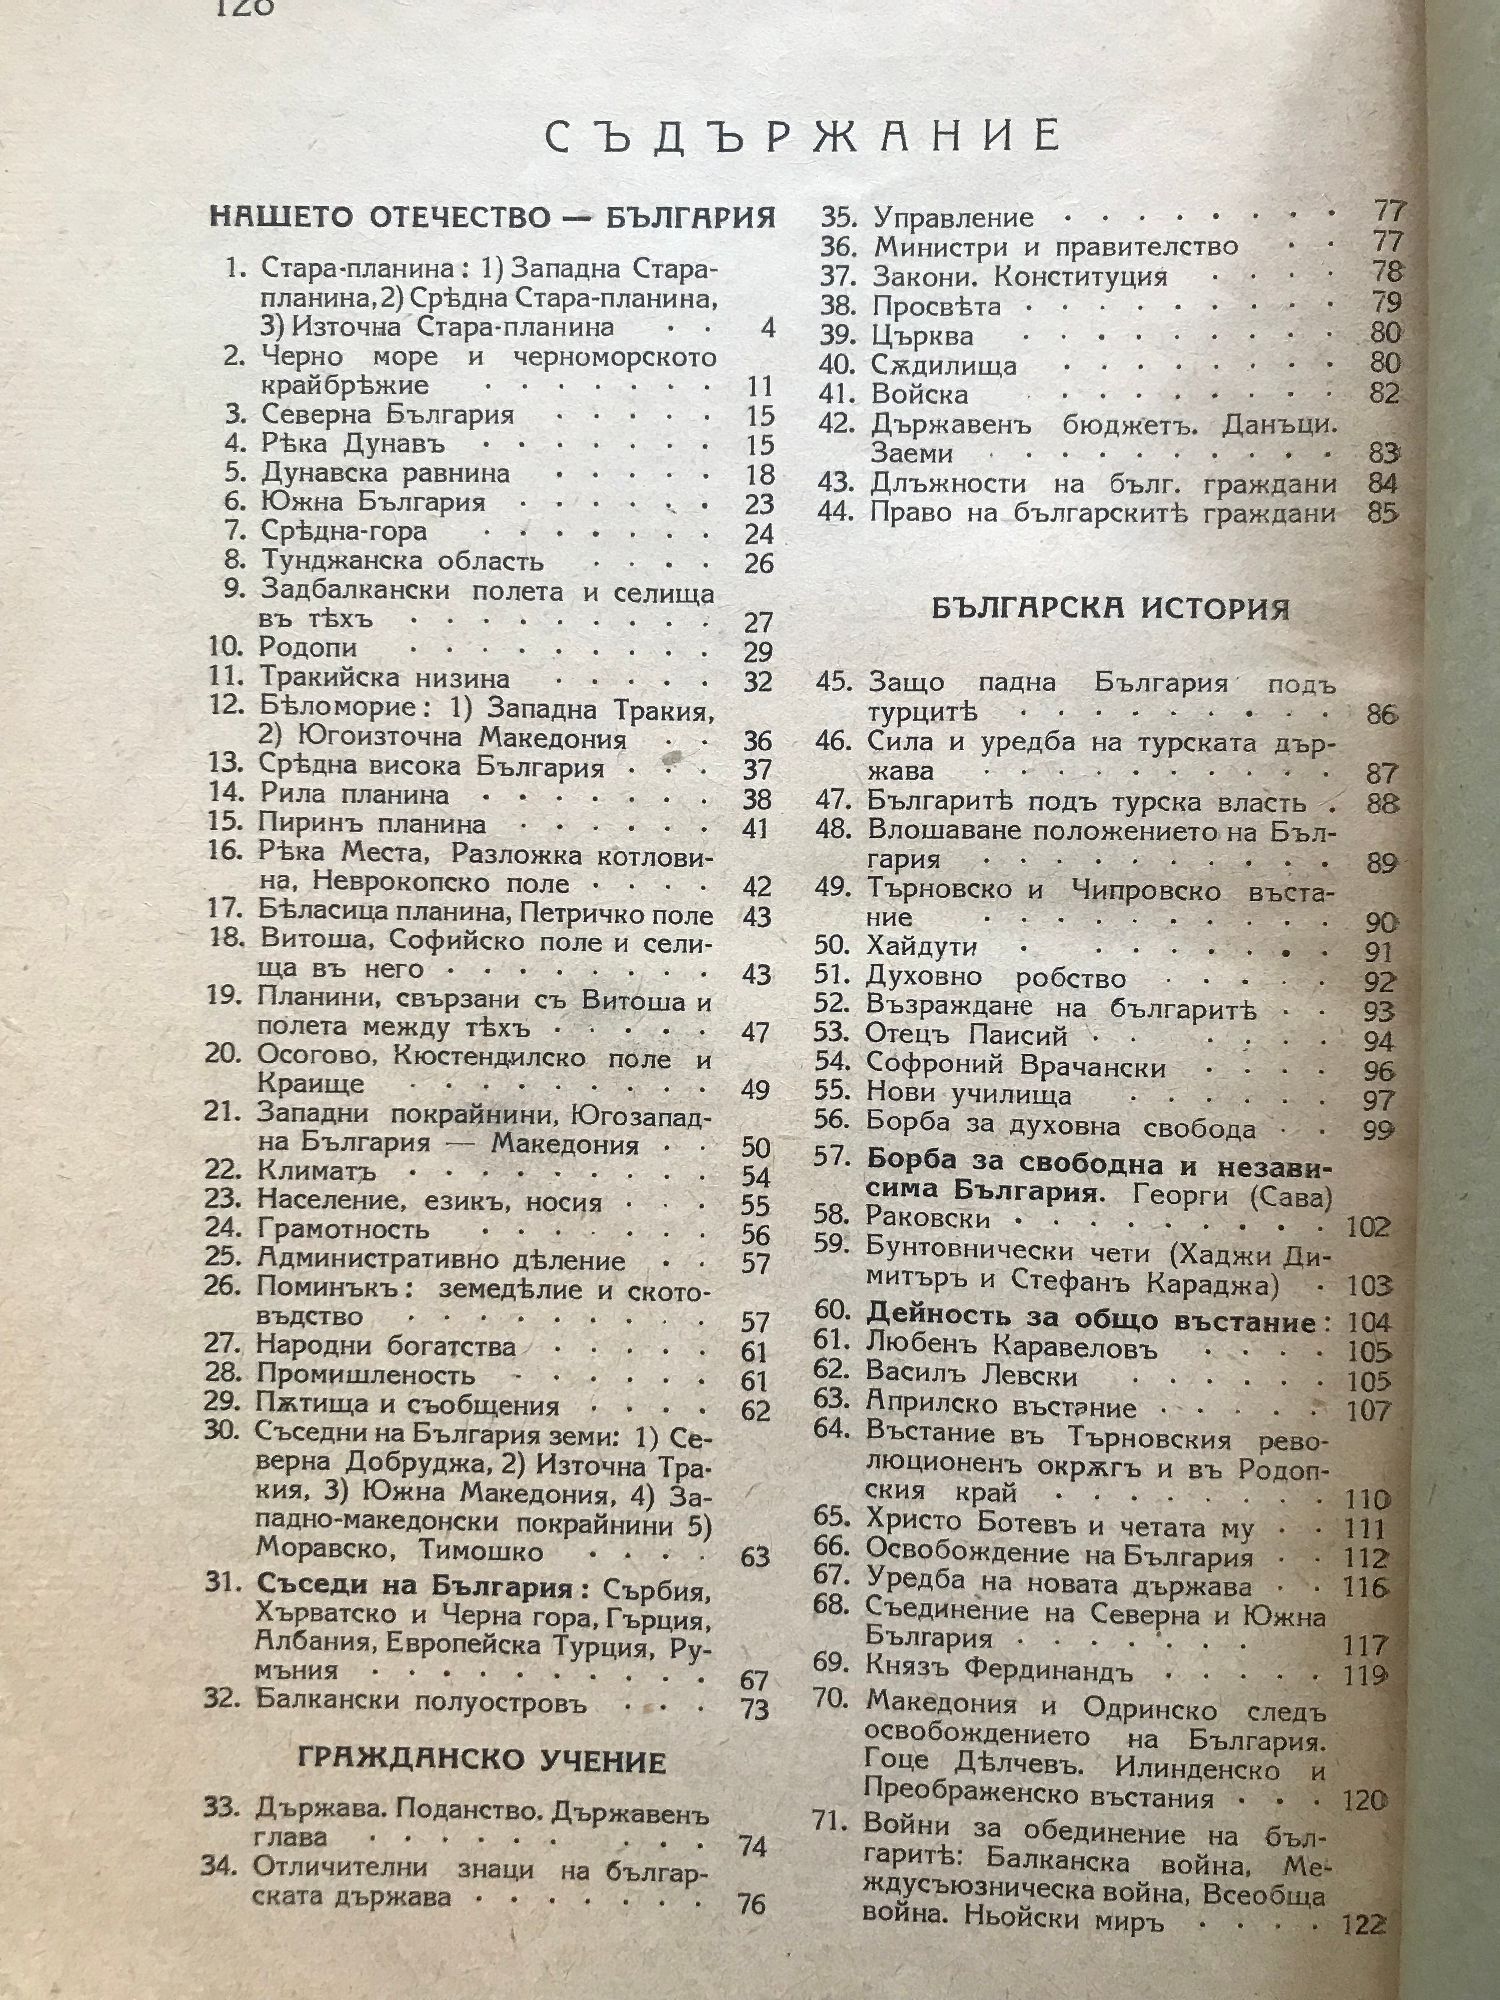 128
СЪДЪРЖАНИЕ
НАШЕТО ОТЕЧЕСТВО — БЪЛГАРИЯ
1. Стара-планина: 1) Западна Стара-
планина, 2) Срѣдна Стара-планина,
3) Източна Стара-планина . . 4
2. Черно море и черноморското
крайбрѣжие . . . . . . . 11
3. Северна България . . . . . 15
4. Рѣка Дунавъ . . . . . . . 15
5. Дунавска равнина . . . . . 18
6. Южна България . . . . . . 23
7. Срѣдна-гора . . . . . . . 24
8. Тунджанска область . . . . 26
9. Задбалкански полета и селища
въ тѣхъ . . . . . . . . . 27
10. Родопи . . . . . . . . . 29
11. Тракийска низина . . . . . 32
12. Бѣломорие: 1) Западна Тракия,
2) Югоизточна Македония . . 36
13. Срѣдна висока България . . . 37
14. Рила планина . . . . . . . 38
15. Пиринъ планина . . . . . . 41
16. Рѣка Места, Разложка котлови-
на, Неврокопско поле . . . . 42
17. Бѣласица планина, Петричко поле 43
18. Витоша, Софийско поле и сели-
ща въ него . . . . . . . . 43
19. Планини, свързани съ Витоша и
полета между тѣхъ . . . . . 47
20. Осогово, Кюстендилско поле и
Краище . . . . . . . . . 49
21. Западни покрайнини, Югозапад-
на България — Македония . . 50
22. Климатъ . . . . . . . . . 54
23. Население, езикъ, носия . . . 55
24. Грамотность . . . . . . . 56
25. Административно дѣление . . 57
26. Поминъкъ: земедѣлие и ското-
въдство . . . . . . . . . 57
27. Народни богатства . . . . . 61
28. Промишленость . . . . . . 61
29. Пѫтища и съобщения . . . . 62
30. Съседни на България земи: 1) Се-
верна Добруджа, 2) Източна Тра-
кия, 3) Южна Македония, 4) За-
падно-македонски покрайнини 5)
Моравско, Тимошко . . . . 63
31. Съседи на България: Сърбия,
Хърватско и Черна гора, Гърция,
Албания, Европейска Турция, Ру-
мъния . . . . . . . . . . 67
32. Балкански полуостровъ . . . 73
ГРАЖДАНСКО УЧЕНИЕ
33. Държава. Поданство. Държавенъ
глава . . . . . . . . . 74
34. Отличителни знаци на българ-
ската държава . . . . . . . 76
35. Управление . . . . . . . . 77
36. Министри и правителство . . 77
37. Закони. Конституция . . . . 78
38. Просвѣта . . . . . . . . . 79
39. Църква . . . . . . . . . 80
40. Сѫдилища . . . . . . . . 80
41. Войска . . . . . . . . 82
42. Държавенъ бюджетъ. Данъци.
Заеми . . . . . . . . . . 83
43. Длъжности на бълг. граждани 84
44. Право на българскитѣ граждани 85
БЪЛГАРСКА ИСТОРИЯ
45. Защо падна България подъ
турцитѣ . . . . . . . . . 86
46. Сила и уредба на турската дър-
жава . . . . . . . . . . 87
47. Българитѣ подъ турска власть . 88
48. Влошаване положението на Бъл-
гария . . . . . . . . . . 89
49. Търновско и Чипровско въста-
ние . . . . . . . . . . 90
50. Хайдути . . . . . . . . 91
51. Духовно робство . . . . . 92
52. Възраждане на българитѣ . . 93
53. Отецъ Паисий . . . . . . 94
54. Софроний Врачански . . . . 96
55. Нови училища . . . . . . 97
56. Борба за духовна свобода . . 99
57. Борба за свободна и незави-
сима България. Георги (Сава)
58. Раковски . . . . . . . . . 102
59. Бунтовнически чети (Хаджи Ди-
митъръ и Стефанъ Караджа) . 103
60. Дейность за общо въстание: 104
61. Любенъ Каравеловъ . . . . 105
62. Василъ Левски . . . . . . 105
63. Априлско въстание . . . . . 107
64. Въстание въ Търновския рево-
люционенъ окрѫгъ и въ Родоп-
ския край . . . . . . . . 110
65. Христо Ботевъ и четата му . . 111
66. Освобождение на България . . 112
67. Уредба на новата държава . . 116
68. Съединение на Северна и Южна
България . . . . . . . 117
69. Князъ Фердинандъ . . . . . 119
70. Македония и Одринско следъ
освобождението на България.
Гоце Дѣлчевъ. Илинденско и
Преображенско въстания . . . 120
71. Войни за обединение на бъл-
гаритѣ: Балканска война, Ме-
ждусъюзническа война, Всеобща
война. Ньойски миръ . . . . 122